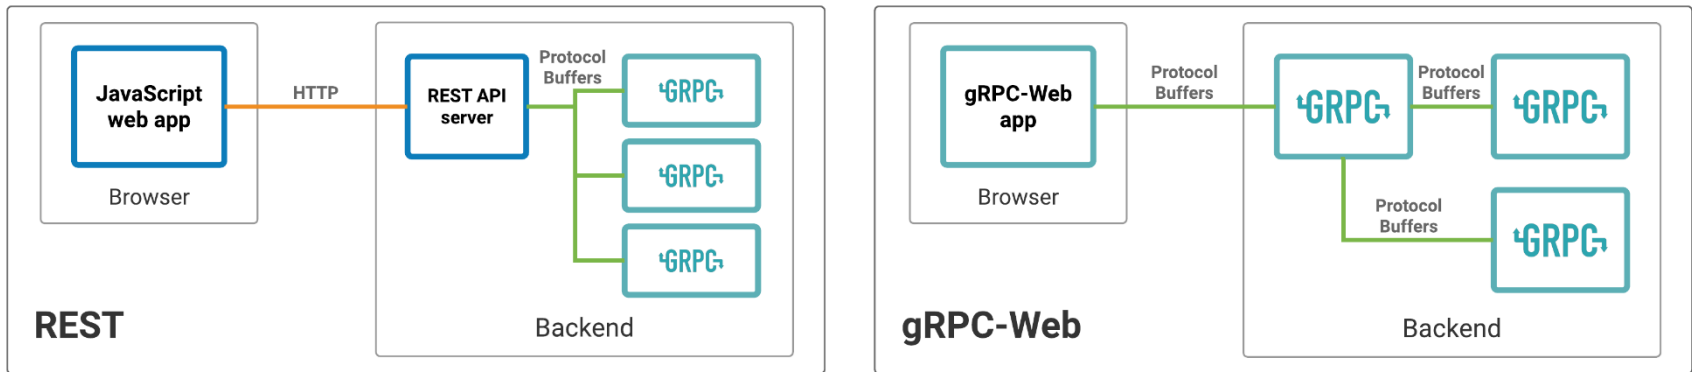 JavaScript
web app
Browser
HTTP
REST API
server
Protocol
Buffers
GRPC
GRPC
GRPC
Backend
REST
gRPC-Web
app
Browser
Protocol
Buffers
GRPC
Protocol
Buffers
GRPC
Protocol
Buffers
GRPC
Backend
gRPC-Web